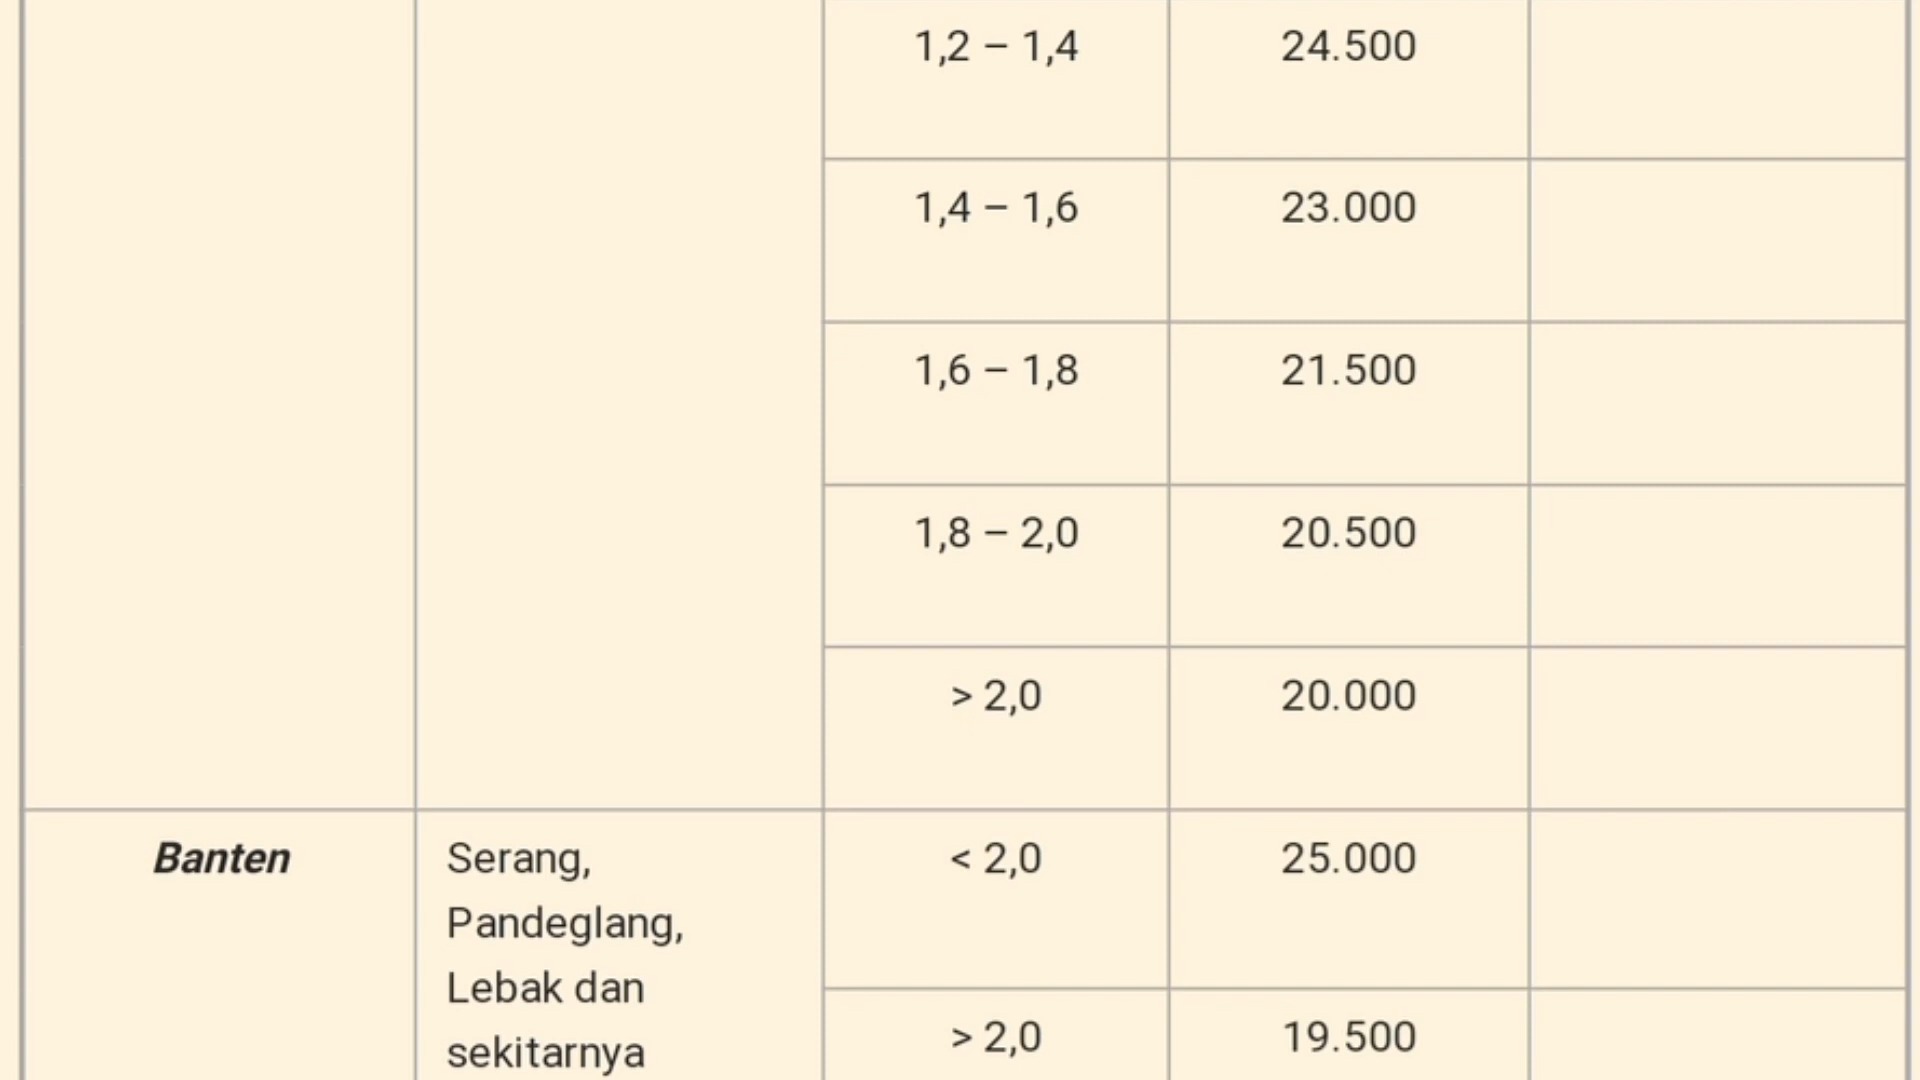 1,2 – 1,4 24.500
1,4 – 1,6 23.000
1,6 – 1,8 21.500
1,8 – 2,0 20.500
> 2,0 20.000
Banten Serang, < 2,0 25.000
Pandeglang,
Lebak dan
sekitarnya > 2,0 19.500